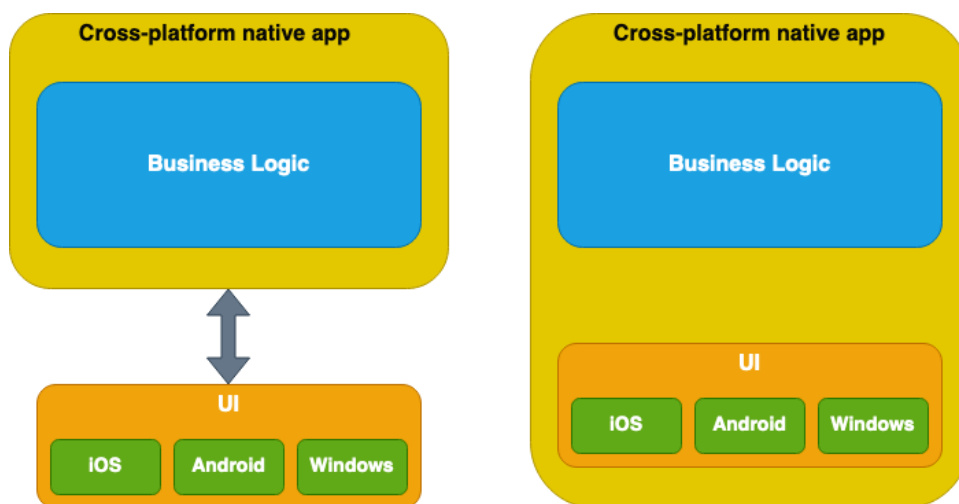 Cross-platform native app
Business Logic
UI
iOS
Android
Windows
Cross-platform native app
Business Logic
UI
iOS
Android
Windows